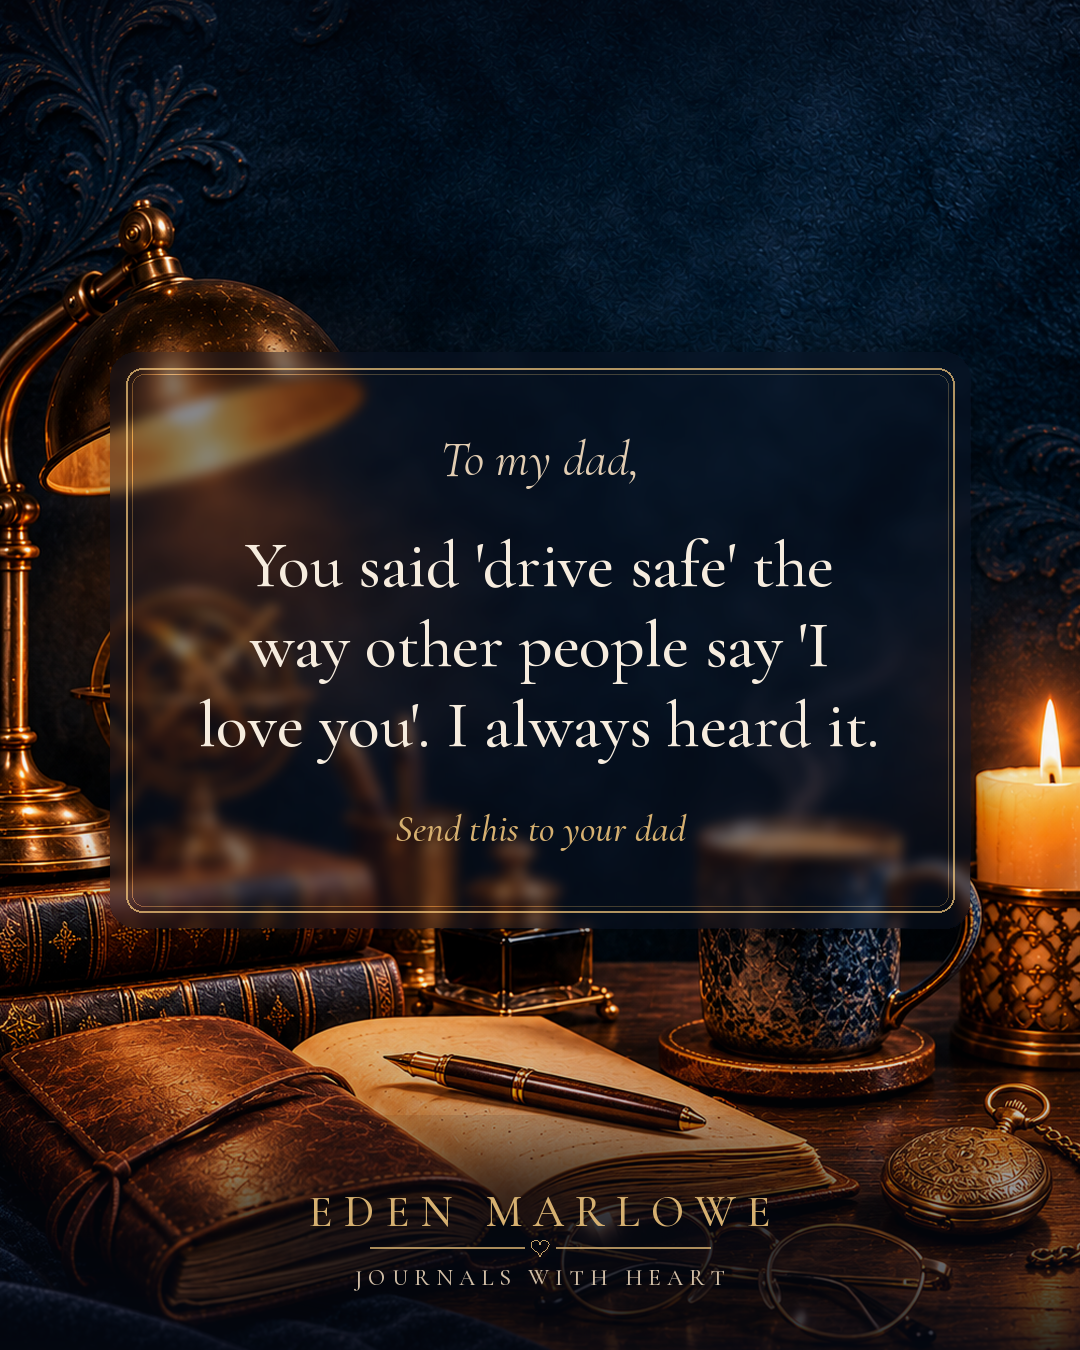 To my dad,
You said 'drive safe' the
way other people say 'I
love you'. I always heard it.
Send this to your dad
EDEN MARLOWE
JOURNALS WITH HEART